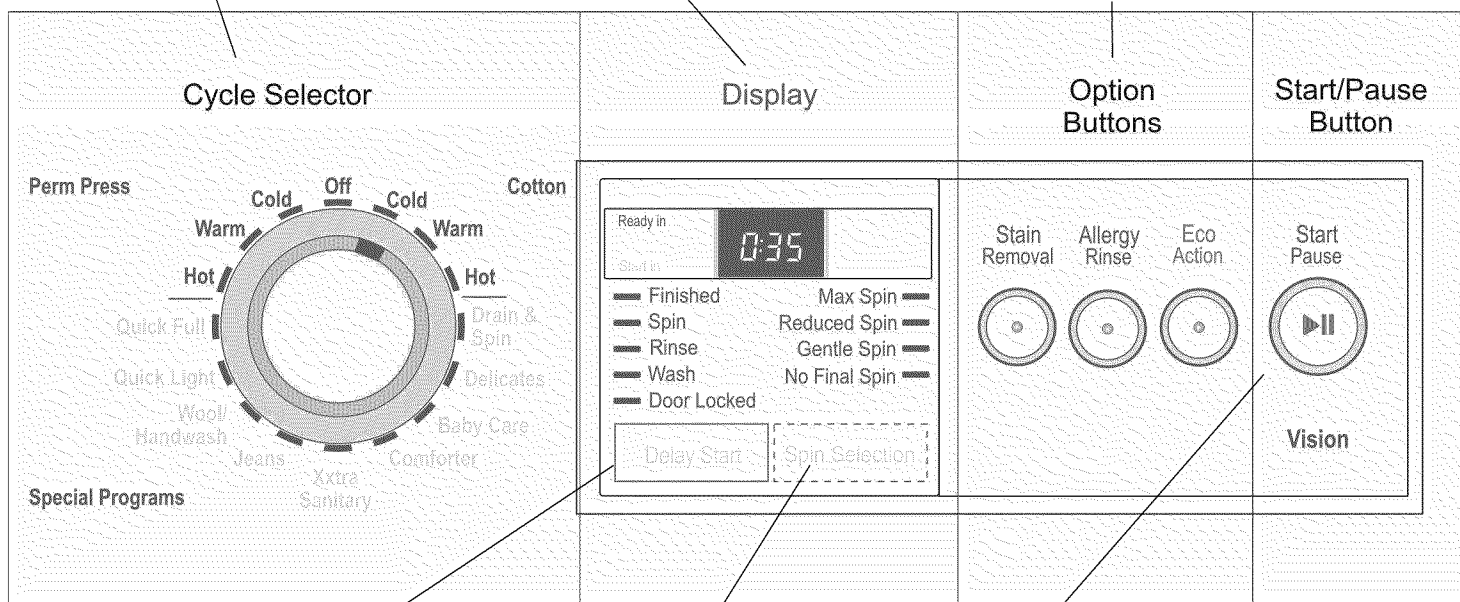 Cycle Selector
Display
Option
Buttons
Start/Pause
Button
Perm Press
Cotton
Off
Cold
Cold
Warm
Warm
Hot
Hot
Quick Full
Drain &
Spin
Quick Light
Delicates
Wool/
Handwash
Baby Care
Jeans
Comforter
Xxtra
Sanitary
Special Programs
Ready in
0:35
Start in
Finished
Spin
Rinse
Wash
Door Locked
Max Spin
Reduced Spin
Gentle Spin
No Final Spin
Delay Start
Spin Selection
Stain
Removal
Allergy
Rinse
Eco
Action
Start
Pause
Vision